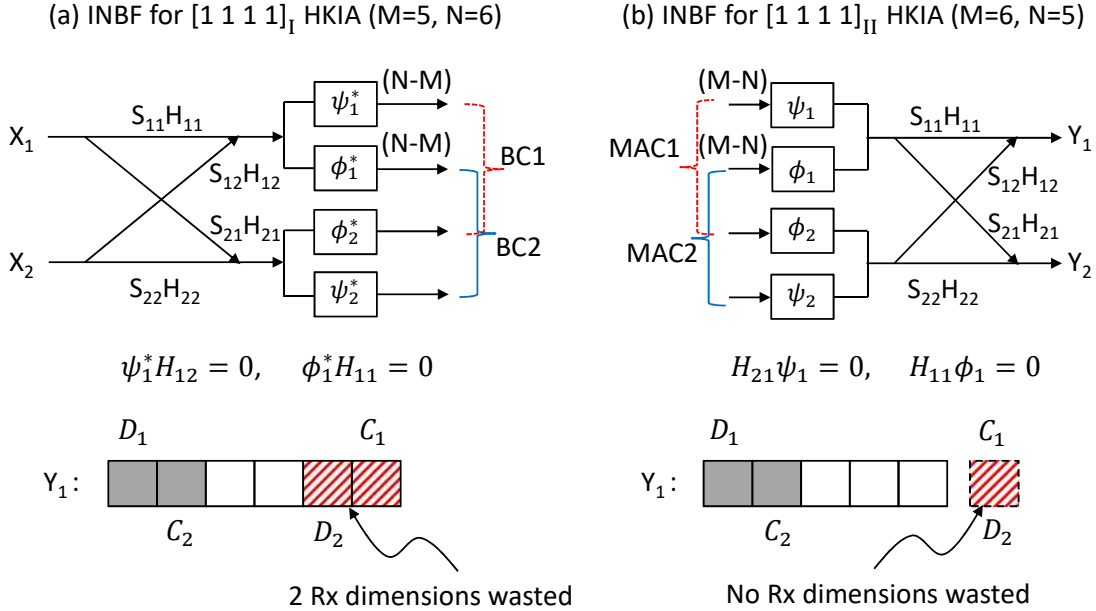 (a) INBF for [1 1 1 1]_I HKIA (M=5, N=6)
(N-M)
ψ₁*
S₁₁H₁₁
X₁
(N-M)
BC1
ϕ₁*
S₁₂H₁₂
S₂₁H₂₁
ϕ₂*
BC2
X₂
S₂₂H₂₂
ψ₂*
ψ₁*H₁₂ = 0, ϕ₁*H₁₁ = 0
D₁ C₁
Y₁ :
C₂ D₂
2 Rx dimensions wasted
(b) INBF for [1 1 1 1]_II HKIA (M=6, N=5)
(M-N)
ψ₁
S₁₁H₁₁
Y₁
MAC1
(M-N)
ϕ₁
S₁₂H₁₂
S₂₁H₂₁
ϕ₂
MAC2
Y₂
S₂₂H₂₂
ψ₂
H₂₁ψ₁ = 0, H₁₁ϕ₁ = 0
D₁ C₁
Y₁ :
C₂ D₂
No Rx dimensions wasted